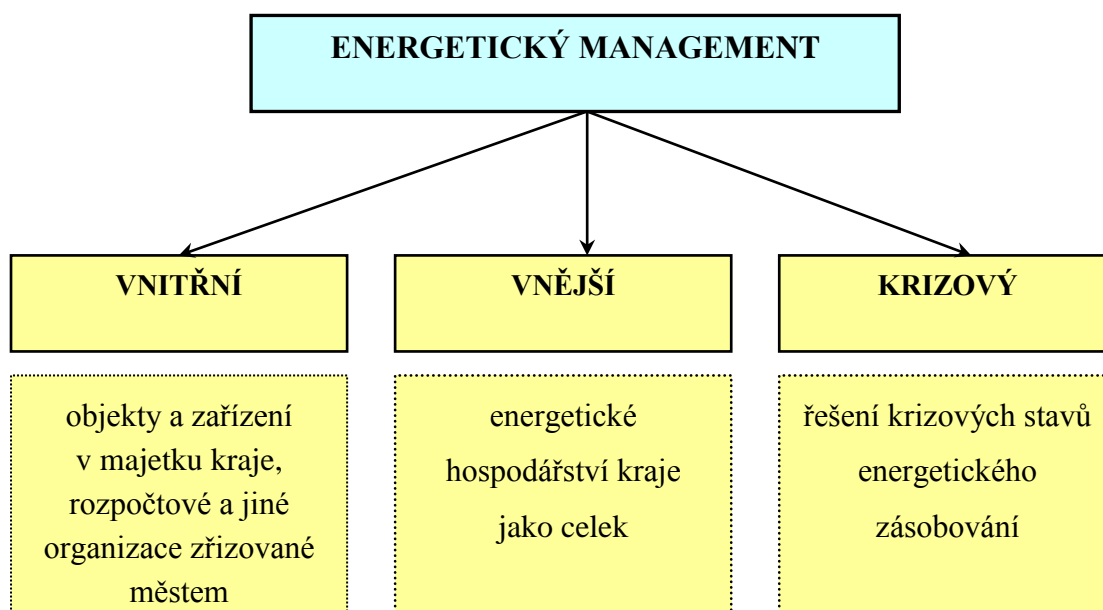 ENERGETICKÝ MANAGEMENT
VNITŘNÍ
VNĚJŠÍ
KRIZOVÝ
objekty a zařízení
v majetku kraje,
rozpočtové a jiné
organizace zřizované
městem
energetické
hospodářství kraje
jako celek
řešení krizových stavů
energetického
zásobování